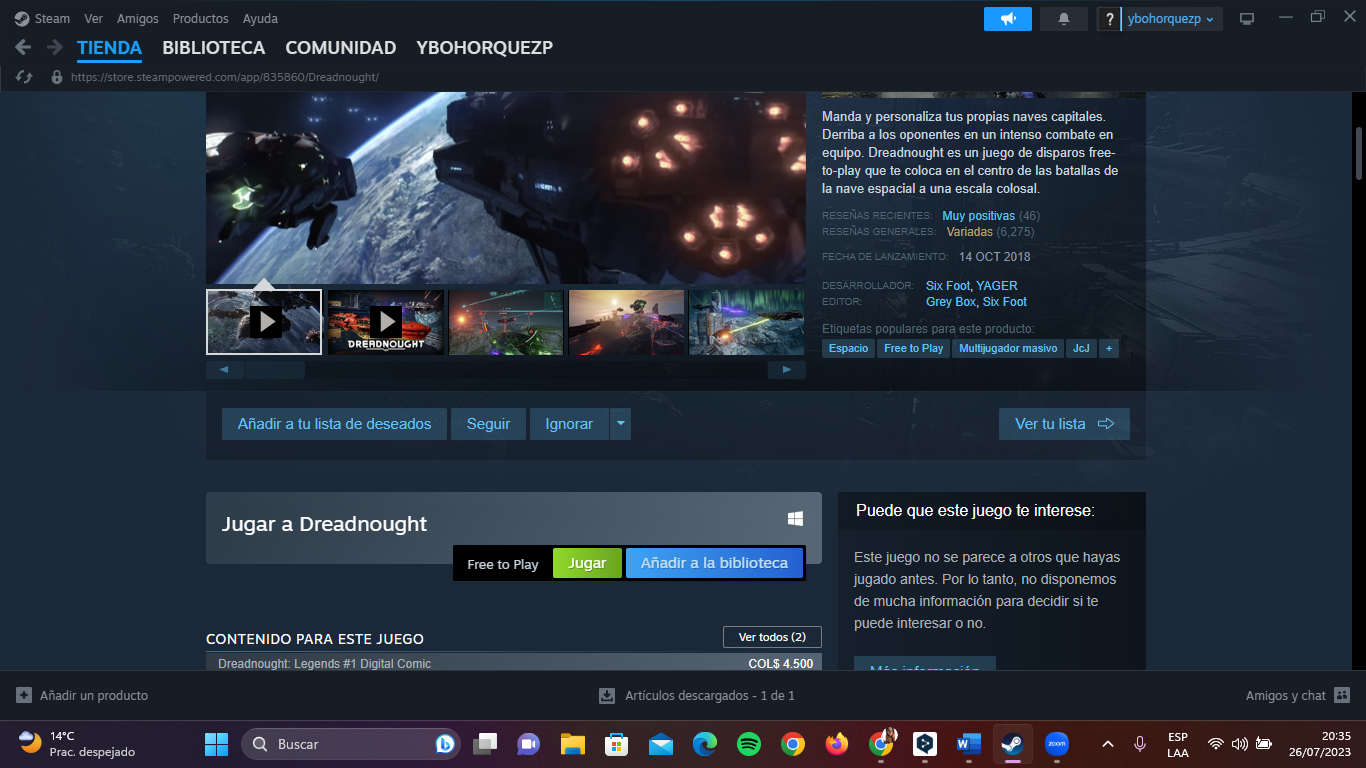 Steam Ver Amigos Productos Ayuda
? ybohorquezp
TIENDA BIBLIOTECA COMUNIDAD YBOHORQUEZP
https://store.steampowered.com/app/835860/Dreadnought/
Manda y personaliza tus propias naves capitales.
Derriba a los oponentes en un intenso combate en
equipo. Dreadnought es un juego de disparos free-
to-play que te coloca en el centro de las batallas de
la nave espacial a una escala colosal.
RESEÑAS RECIENTES: Muy positivas (46)
RESEÑAS GENERALES: Variadas (6,275)
FECHA DE LANZAMIENTO: 14 OCT 2018
DESARROLLADOR: Six Foot, YAGER
EDITOR: Grey Box, Six Foot
Etiquetas populares para este producto:
Espacio Free to Play Multijugador masivo JcJ +
DREADNOUGHT
Añadir a tu lista de deseados Seguir Ignorar Ver tu lista
Jugar a Dreadnought
Free to Play Jugar Añadir a la biblioteca
Puede que este juego te interese:
Este juego no se parece a otros que hayas
jugado antes. Por lo tanto, no disponemos
de mucha información para decidir si te
puede interesar o no.
Más información
CONTENIDO PARA ESTE JUEGO Ver todos (2)
Dreadnought: Legends #1 Digital Comic COL$ 4.500
Añadir un producto Artículos descargados - 1 de 1 Amigos y chat
14°C
Prac. despejado
Buscar
zoom
ESP
LAA
20:35
26/07/2023